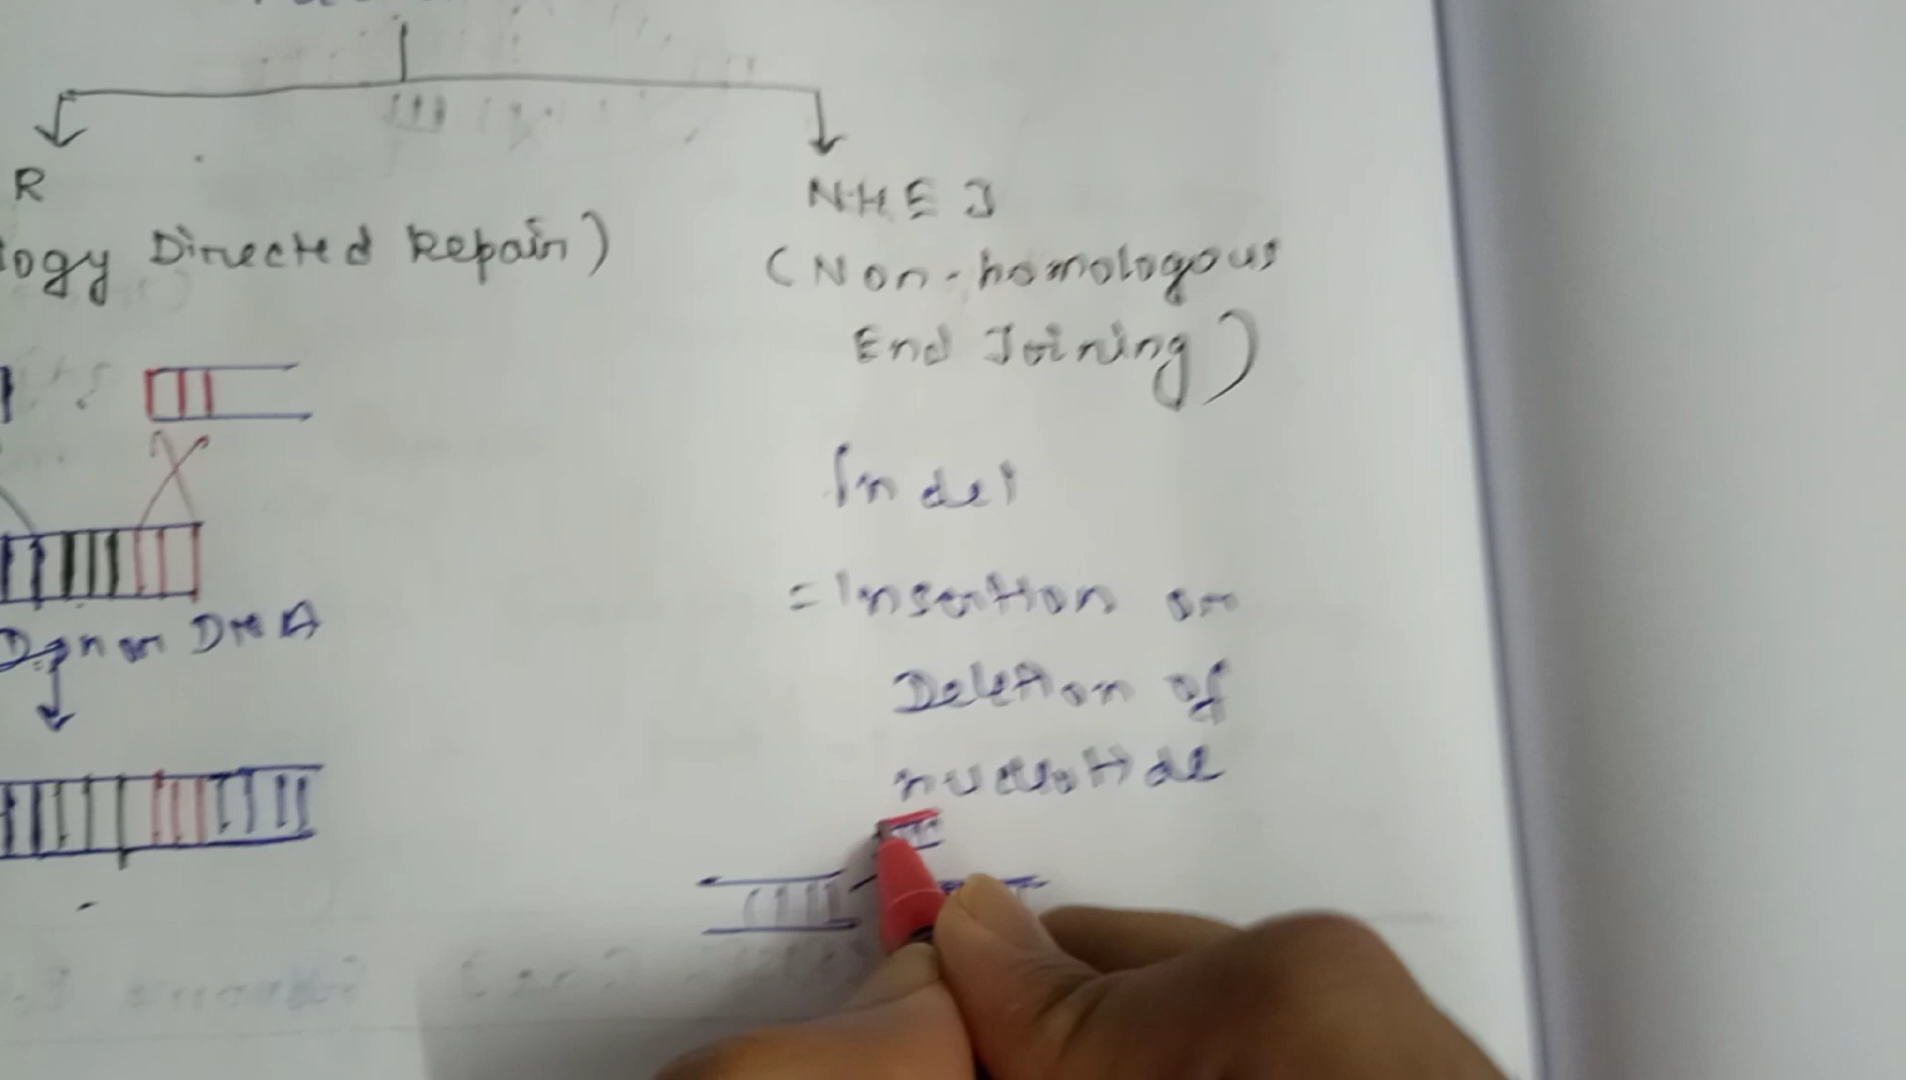 R
ogy Directed Repair)
NHEJ
(Non-homologous
End Joining)
Indel
= Insertion or
Deletion of
nucleotide
Donor DNA